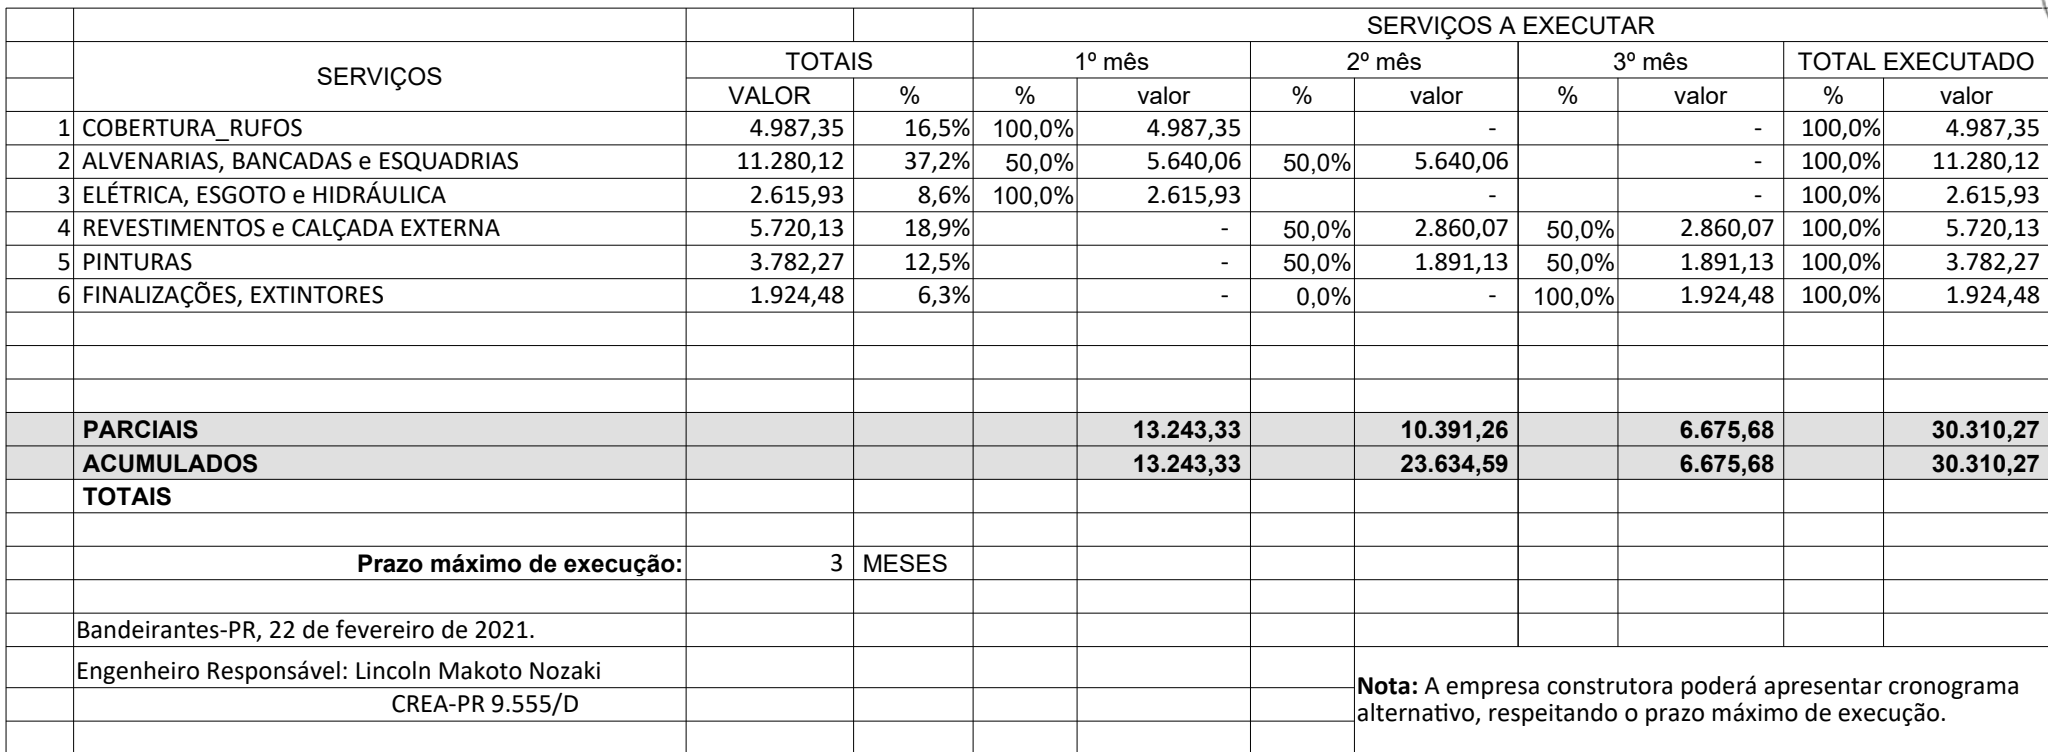 SERVIÇOS A EXECUTAR
SERVIÇOS TOTAIS 1º mês 2º mês 3º mês TOTAL EXECUTADO
VALOR % % valor % valor % valor % valor
1 COBERTURA_RUFOS 4.987,35 16,5% 100,0% 4.987,35 - - 100,0% 4.987,35
2 ALVENARIAS, BANCADAS e ESQUADRIAS 11.280,12 37,2% 50,0% 5.640,06 50,0% 5.640,06 - 100,0% 11.280,12
3 ELÉTRICA, ESGOTO e HIDRÁULICA 2.615,93 8,6% 100,0% 2.615,93 - - 100,0% 2.615,93
4 REVESTIMENTOS e CALÇADA EXTERNA 5.720,13 18,9% - 50,0% 2.860,07 50,0% 2.860,07 100,0% 5.720,13
5 PINTURAS 3.782,27 12,5% - 50,0% 1.891,13 50,0% 1.891,13 100,0% 3.782,27
6 FINALIZAÇÕES, EXTINTORES 1.924,48 6,3% - 0,0% - 100,0% 1.924,48 100,0% 1.924,48
PARCIAIS 13.243,33 10.391,26 6.675,68 30.310,27
ACUMULADOS 13.243,33 23.634,59 6.675,68 30.310,27
TOTAIS
Prazo máximo de execução: 3 MESES
Bandeirantes-PR, 22 de fevereiro de 2021.
Engenheiro Responsável: Lincoln Makoto Nozaki
CREA-PR 9.555/D
Nota: A empresa construtora poderá apresentar cronograma
alternativo, respeitando o prazo máximo de execução.